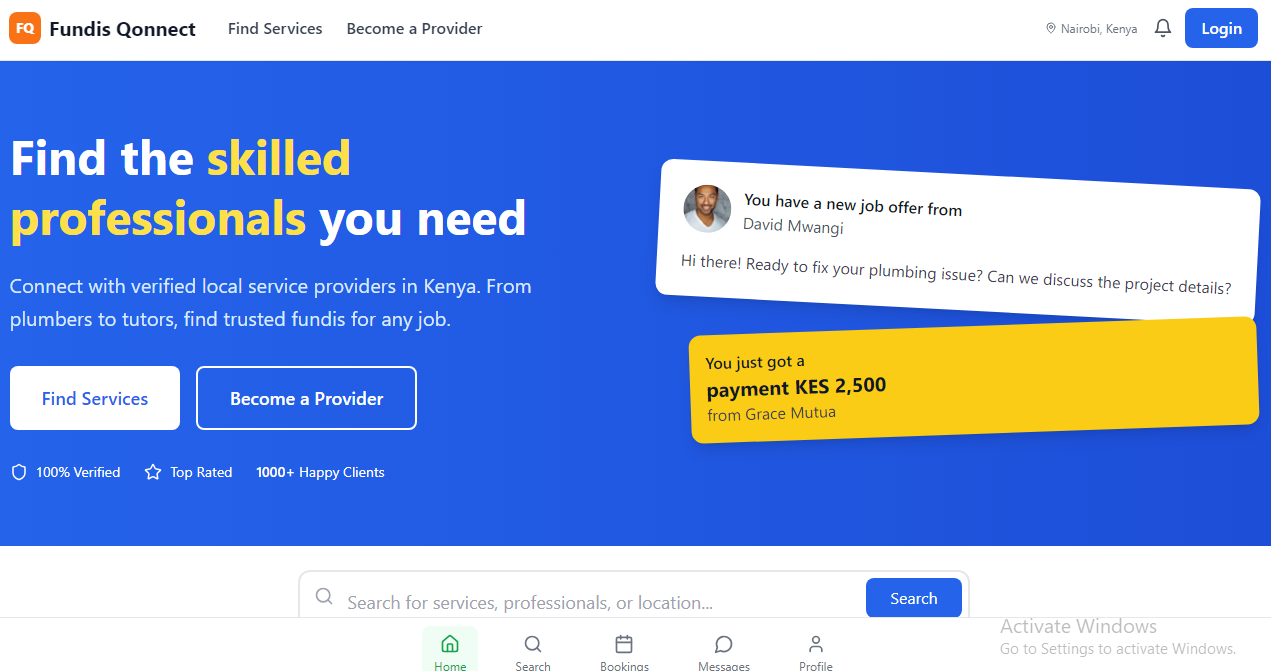 FQ Fundis Qonnect Find Services Become a Provider Nairobi, Kenya Login
Find the skilled
professionals you need
Connect with verified local service providers in Kenya. From
plumbers to tutors, find trusted fundis for any job.
Find Services Become a Provider
100% Verified Top Rated 1000+ Happy Clients
You have a new job offer from
David Mwangi
Hi there! Ready to fix your plumbing issue? Can we discuss the project details?
You just got a
payment KES 2,500
from Grace Mutua
Search for services, professionals, or location... Search
Home Search Bookings Messages Profile
Activate Windows
Go to Settings to activate Windows.